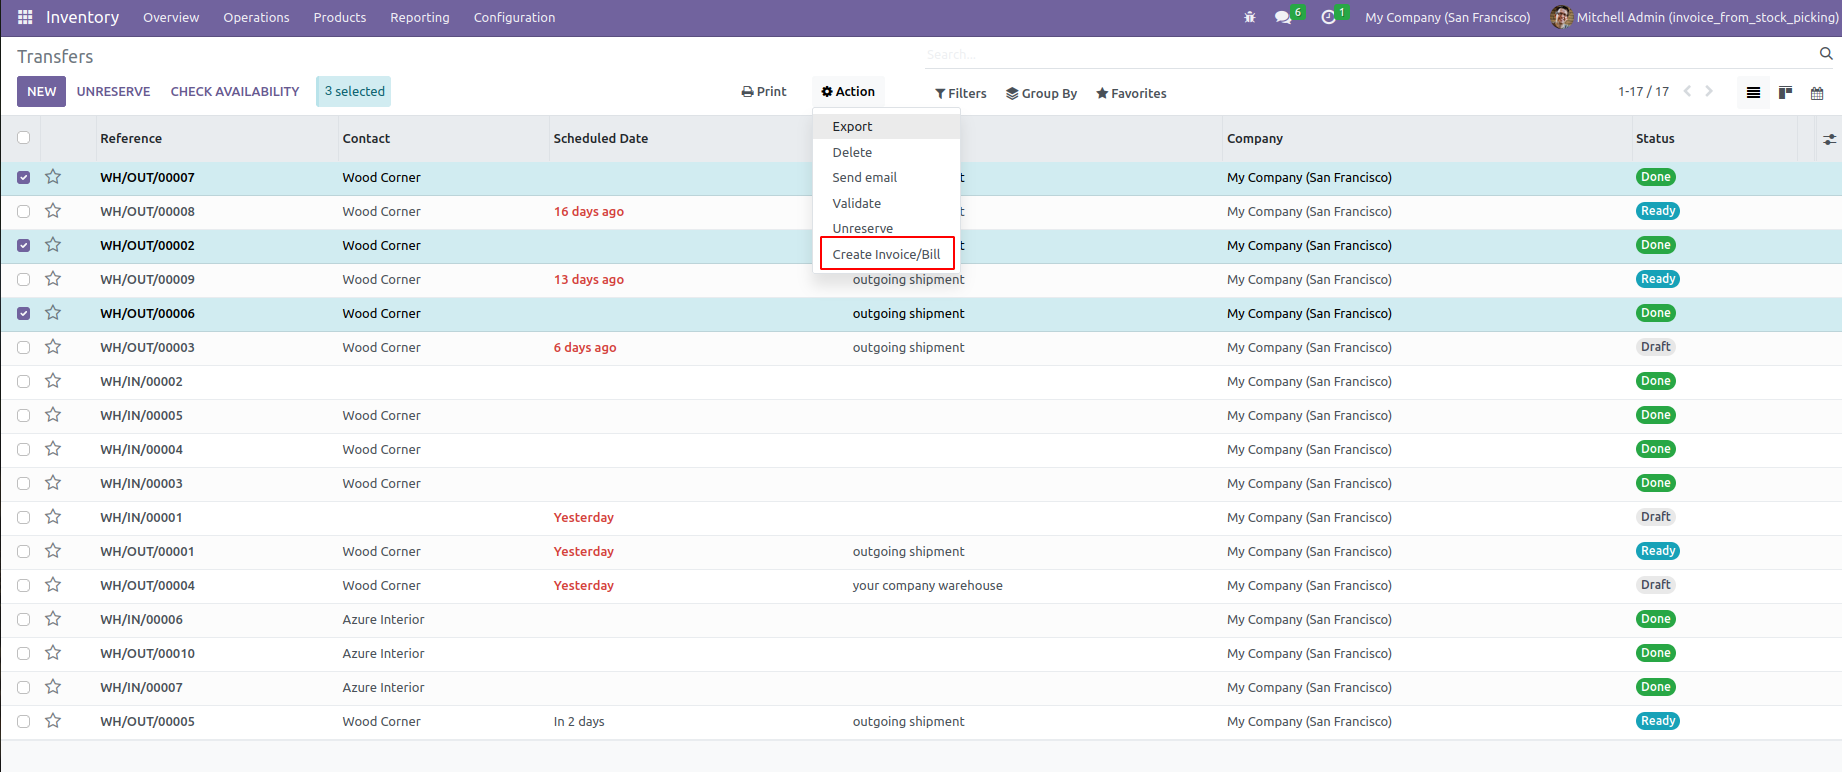 Inventory Overview Operations Products Reporting Configuration 6 1 My Company (San Francisco) Mitchell Admin (invoice_from_stock_picking)
Transfers Search...
NEW UNRESERVE CHECK AVAILABILITY 3 selected Print Action Filters Group By Favorites 1-17 / 17
Export
Delete
Send email
Validate
Unreserve
Create Invoice/Bill
Reference Contact Scheduled Date Company Status
WH/OUT/00007 Wood Corner t My Company (San Francisco) Done
WH/OUT/00008 Wood Corner 16 days ago t My Company (San Francisco) Ready
WH/OUT/00002 Wood Corner t My Company (San Francisco) Done
WH/OUT/00009 Wood Corner 13 days ago outgoing shipment My Company (San Francisco) Ready
WH/OUT/00006 Wood Corner outgoing shipment My Company (San Francisco) Done
WH/OUT/00003 Wood Corner 6 days ago outgoing shipment My Company (San Francisco) Draft
WH/IN/00002 My Company (San Francisco) Done
WH/IN/00005 Wood Corner My Company (San Francisco) Done
WH/IN/00004 Wood Corner My Company (San Francisco) Done
WH/IN/00003 Wood Corner My Company (San Francisco) Done
WH/IN/00001 Yesterday My Company (San Francisco) Draft
WH/OUT/00001 Wood Corner Yesterday outgoing shipment My Company (San Francisco) Ready
WH/OUT/00004 Wood Corner Yesterday your company warehouse My Company (San Francisco) Draft
WH/IN/00006 Azure Interior My Company (San Francisco) Done
WH/OUT/00010 Azure Interior My Company (San Francisco) Done
WH/IN/00007 Azure Interior My Company (San Francisco) Done
WH/OUT/00005 Wood Corner In 2 days outgoing shipment My Company (San Francisco) Ready